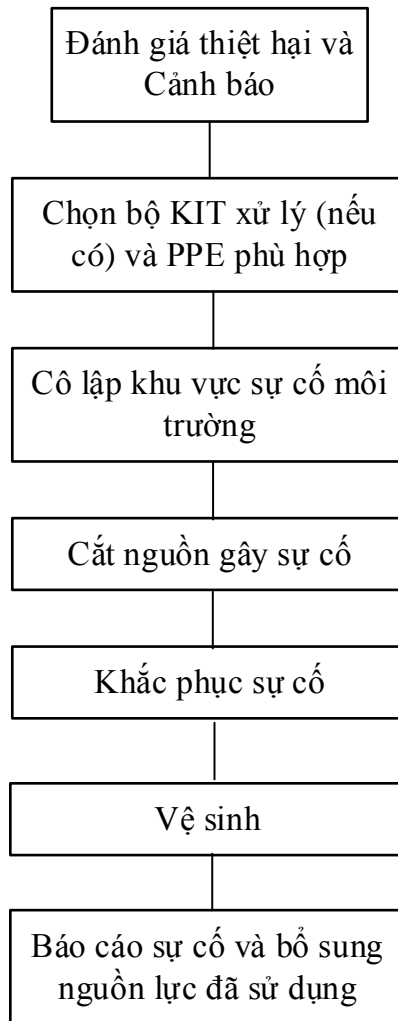 Đánh giá thiệt hại và
Cảnh báo
Chọn bộ KIT xử lý (nếu
có) và PPE phù hợp
Cô lập khu vực sự cố môi
trường
Cắt nguồn gây sự cố
Khắc phục sự cố
Vệ sinh
Báo cáo sự cố và bổ sung
nguồn lực đã sử dụng